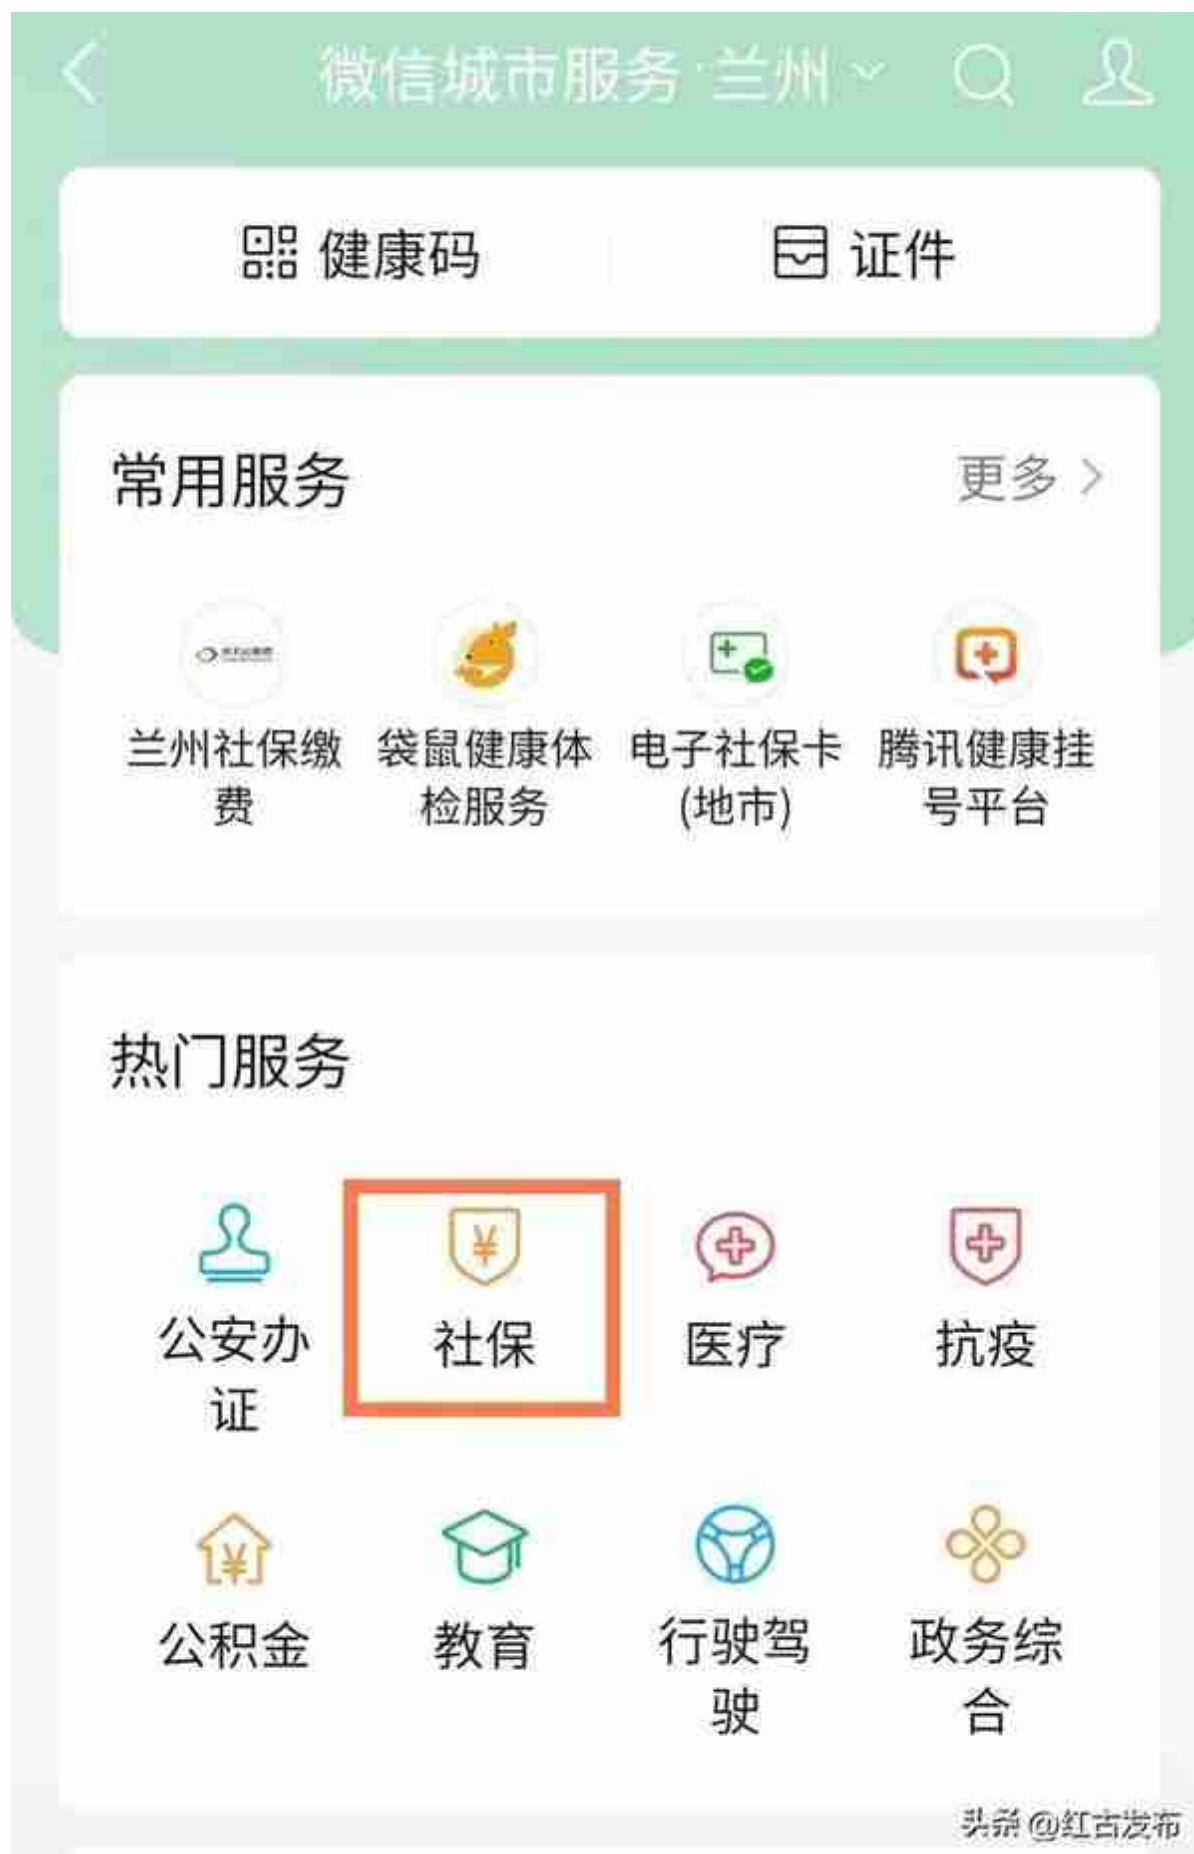 微信城市服务·兰州
健康码 证件
常用服务 更多
兰州社保缴费 袋鼠健康体检服务 电子社保卡(地市) 腾讯健康挂号平台
热门服务
公安办证 社保 医疗 抗疫
公积金 教育 行驶驾驶 政务综合
头条 @红古发布